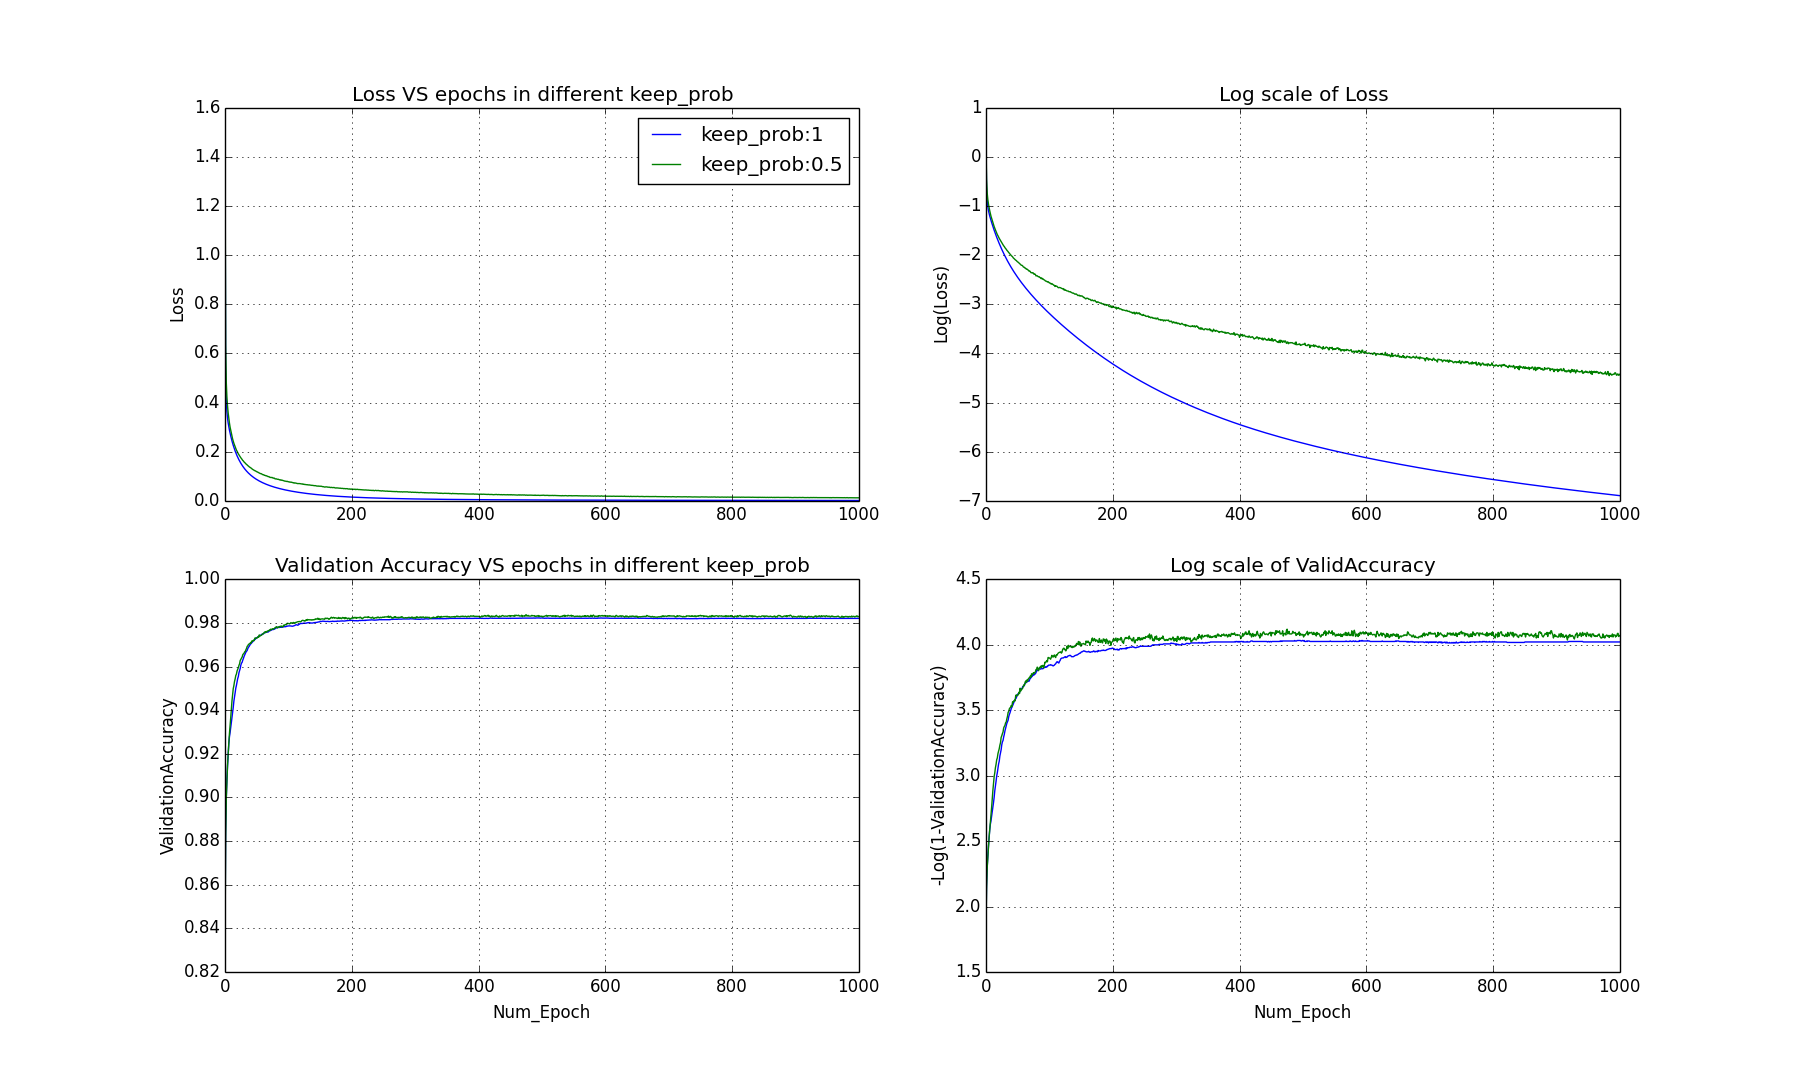 Loss VS epochs in different keep_prob
1.6
1.4
1.2
1.0
0.8
0.6
0.4
0.2
0.0
Loss
keep_prob:1
keep_prob:0.5
0 200 400 600 800 1000
Log scale of Loss
1
0
−1
−2
−3
−4
−5
−6
−7
Log(Loss)
0 200 400 600 800 1000
Validation Accuracy VS epochs in different keep_prob
1.00
0.98
0.96
0.94
0.92
0.90
0.88
0.86
0.84
0.82
ValidationAccuracy
0 200 400 600 800 1000
Num_Epoch
Log scale of ValidAccuracy
4.5
4.0
3.5
3.0
2.5
2.0
1.5
-Log(1-ValidationAccuracy)
0 200 400 600 800 1000
Num_Epoch